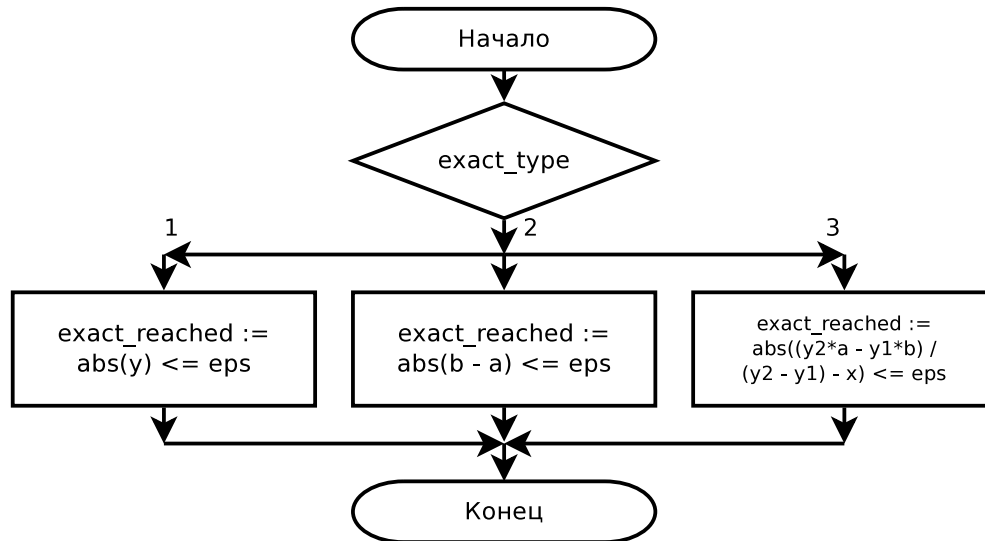 Начало
exact_type
1
2
3
exact_reached :=
abs(y) <= eps
exact_reached :=
abs(b - a) <= eps
exact_reached :=
abs((y2*a - y1*b) /
(y2 - y1) - x) <= eps
Конец